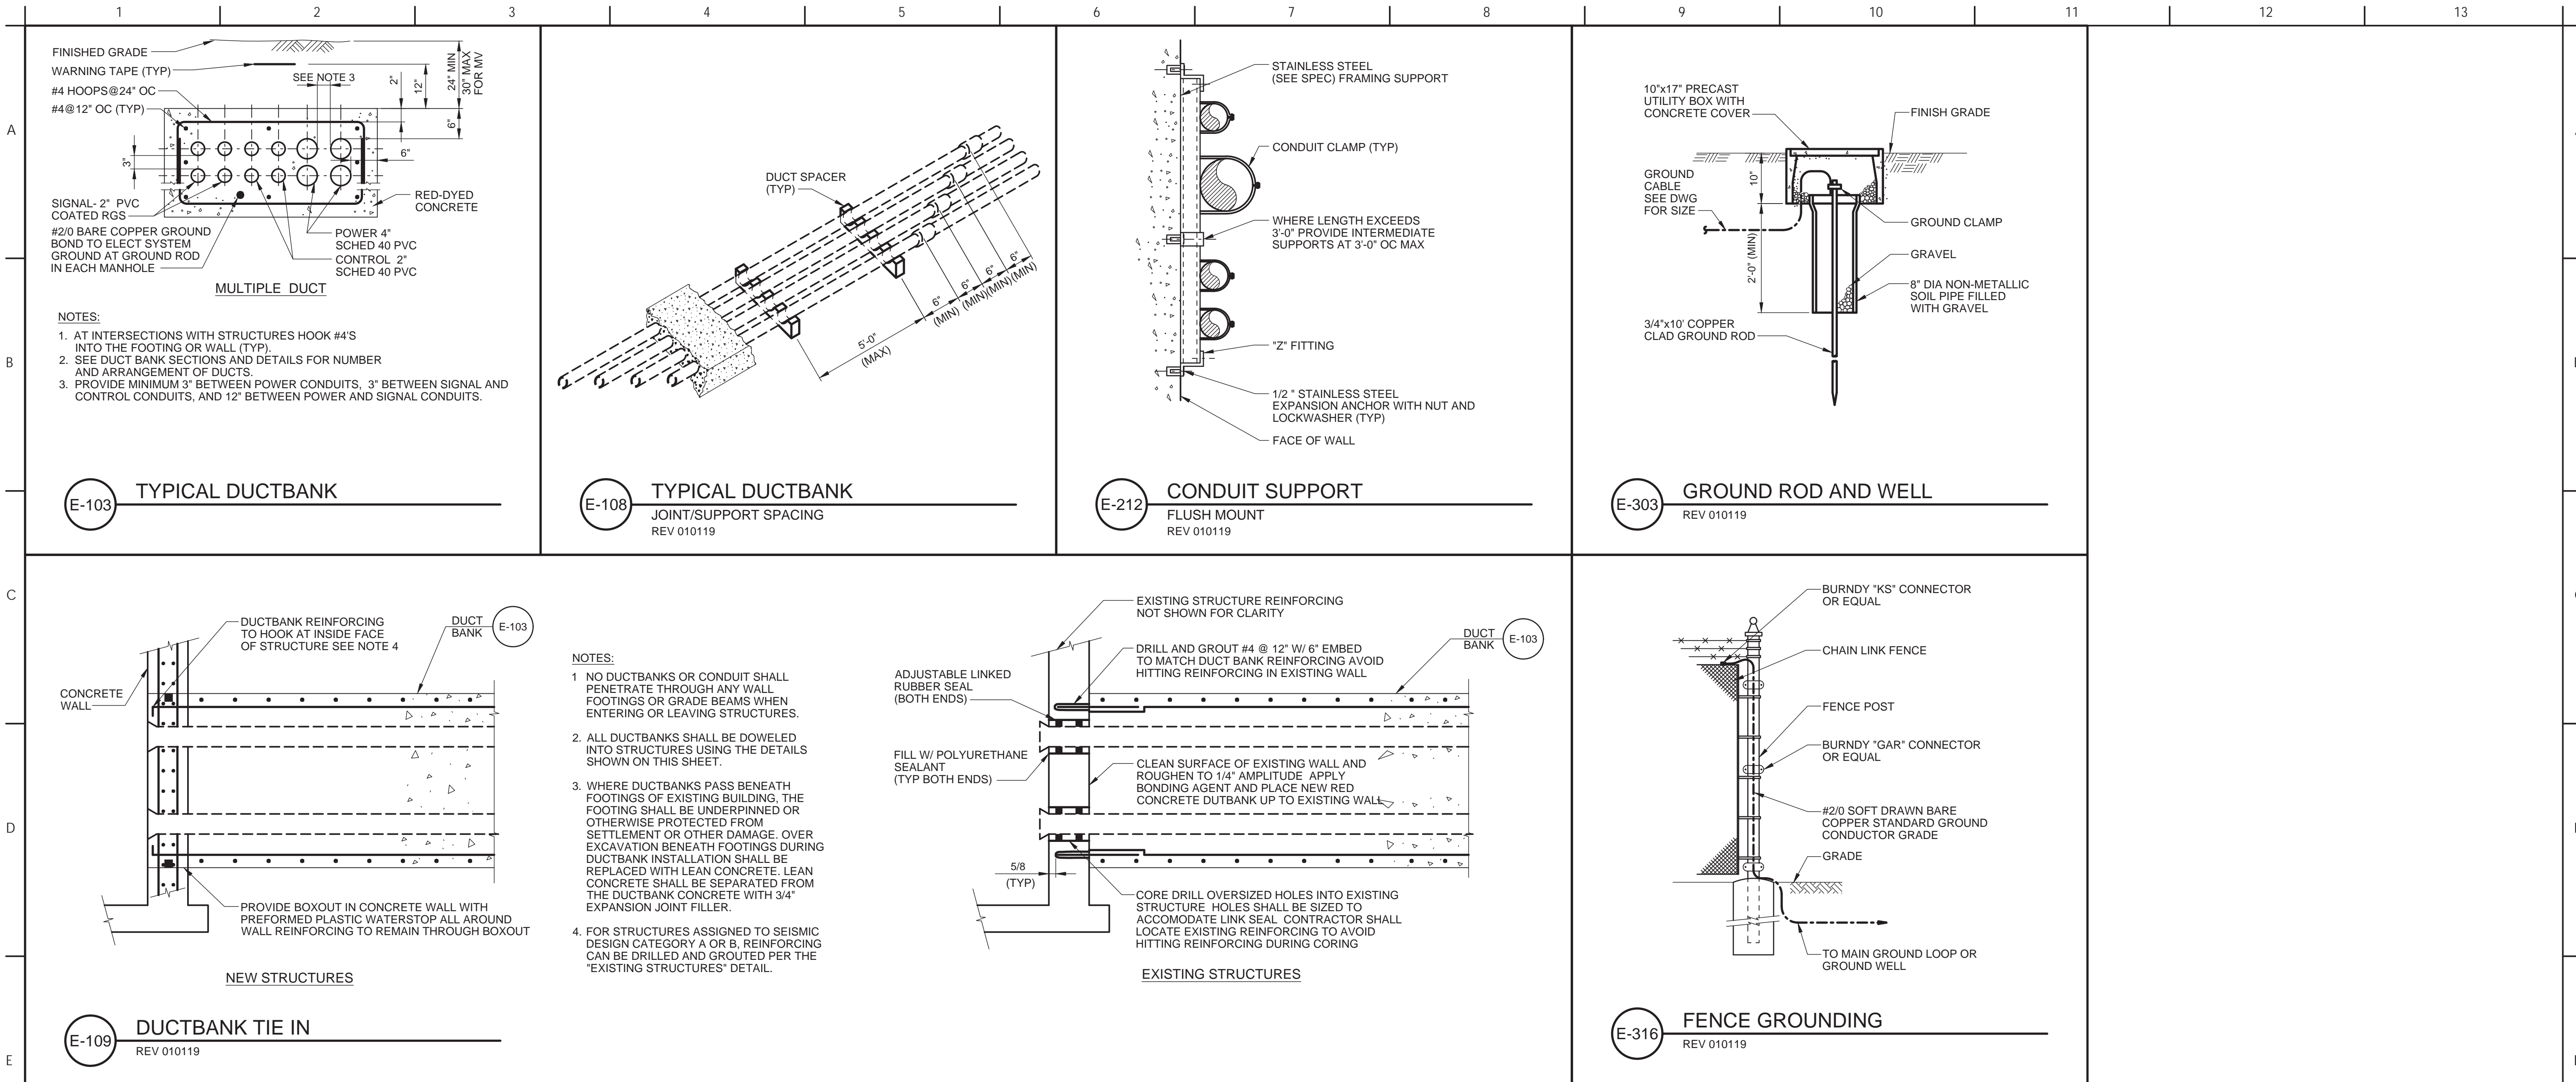 1 2 3 4 5 6 7 8 9 10 11 12 13
A
B
C
D
E
FINISHED GRADE
WARNING TAPE (TYP)
#4 HOOPS@24" OC
#4@12" OC (TYP)
SEE NOTE 3
2"
12"
24" MIN
30" MAX
FOR MV
6"
6"
3"
RED-DYED
CONCRETE
SIGNAL- 2" PVC
COATED RGS
#2/0 BARE COPPER GROUND
BOND TO ELECT SYSTEM
GROUND AT GROUND ROD
IN EACH MANHOLE
POWER 4"
SCHED 40 PVC
CONTROL 2"
SCHED 40 PVC
MULTIPLE DUCT
NOTES:
1. AT INTERSECTIONS WITH STRUCTURES HOOK #4'S
INTO THE FOOTING OR WALL (TYP).
2. SEE DUCT BANK SECTIONS AND DETAILS FOR NUMBER
AND ARRANGEMENT OF DUCTS.
3. PROVIDE MINIMUM 3" BETWEEN POWER CONDUITS, 3" BETWEEN SIGNAL AND
CONTROL CONDUITS, AND 12" BETWEEN POWER AND SIGNAL CONDUITS.
E-103
TYPICAL DUCTBANK
DUCT SPACER
(TYP)
5'-0"
(MAX)
6"
(MIN)
6"
(MIN)
6"
(MIN)
6"
(MIN)
E-108
TYPICAL DUCTBANK
JOINT/SUPPORT SPACING
REV 010119
STAINLESS STEEL
(SEE SPEC) FRAMING SUPPORT
CONDUIT CLAMP (TYP)
WHERE LENGTH EXCEEDS
3'-0" PROVIDE INTERMEDIATE
SUPPORTS AT 3'-0" OC MAX
"Z" FITTING
1/2 " STAINLESS STEEL
EXPANSION ANCHOR WITH NUT AND
LOCKWASHER (TYP)
FACE OF WALL
E-212
CONDUIT SUPPORT
FLUSH MOUNT
REV 010119
10"x17" PRECAST
UTILITY BOX WITH
CONCRETE COVER
FINISH GRADE
GROUND
CABLE
SEE DWG
FOR SIZE
10"
2'-0" (MIN)
GROUND CLAMP
GRAVEL
8" DIA NON-METALLIC
SOIL PIPE FILLED
WITH GRAVEL
3/4"x10' COPPER
CLAD GROUND ROD
E-303
GROUND ROD AND WELL
REV 010119
DUCTBANK REINFORCING
TO HOOK AT INSIDE FACE
OF STRUCTURE SEE NOTE 4
DUCT
BANK
E-103
CONCRETE
WALL
PROVIDE BOXOUT IN CONCRETE WALL WITH
PREFORMED PLASTIC WATERSTOP ALL AROUND
WALL REINFORCING TO REMAIN THROUGH BOXOUT
NEW STRUCTURES
NOTES:
1 NO DUCTBANKS OR CONDUIT SHALL
PENETRATE THROUGH ANY WALL
FOOTINGS OR GRADE BEAMS WHEN
ENTERING OR LEAVING STRUCTURES.
2. ALL DUCTBANKS SHALL BE DOWELED
INTO STRUCTURES USING THE DETAILS
SHOWN ON THIS SHEET.
3. WHERE DUCTBANKS PASS BENEATH
FOOTINGS OF EXISTING BUILDING, THE
FOOTING SHALL BE UNDERPINNED OR
OTHERWISE PROTECTED FROM
SETTLEMENT OR OTHER DAMAGE. OVER
EXCAVATION BENEATH FOOTINGS DURING
DUCTBANK INSTALLATION SHALL BE
REPLACED WITH LEAN CONCRETE. LEAN
CONCRETE SHALL BE SEPARATED FROM
THE DUCTBANK CONCRETE WITH 3/4"
EXPANSION JOINT FILLER.
4. FOR STRUCTURES ASSIGNED TO SEISMIC
DESIGN CATEGORY A OR B, REINFORCING
CAN BE DRILLED AND GROUTED PER THE
"EXISTING STRUCTURES" DETAIL.
EXISTING STRUCTURE REINFORCING
NOT SHOWN FOR CLARITY
DRILL AND GROUT #4 @ 12" W/ 6" EMBED
TO MATCH DUCT BANK REINFORCING AVOID
HITTING REINFORCING IN EXISTING WALL
DUCT
BANK
E-103
ADJUSTABLE LINKED
RUBBER SEAL
(BOTH ENDS)
FILL W/ POLYURETHANE
SEALANT
(TYP BOTH ENDS)
CLEAN SURFACE OF EXISTING WALL AND
ROUGHEN TO 1/4" AMPLITUDE APPLY
BONDING AGENT AND PLACE NEW RED
CONCRETE DUTBANK UP TO EXISTING WALL
5/8
(TYP)
CORE DRILL OVERSIZED HOLES INTO EXISTING
STRUCTURE HOLES SHALL BE SIZED TO
ACCOMODATE LINK SEAL CONTRACTOR SHALL
LOCATE EXISTING REINFORCING TO AVOID
HITTING REINFORCING DURING CORING
EXISTING STRUCTURES
E-109
DUCTBANK TIE IN
REV 010119
BURNDY "KS" CONNECTOR
OR EQUAL
CHAIN LINK FENCE
FENCE POST
BURNDY "GAR" CONNECTOR
OR EQUAL
#2/0 SOFT DRAWN BARE
COPPER STANDARD GROUND
CONDUCTOR GRADE
GRADE
TO MAIN GROUND LOOP OR
GROUND WELL
E-316
FENCE GROUNDING
REV 010119